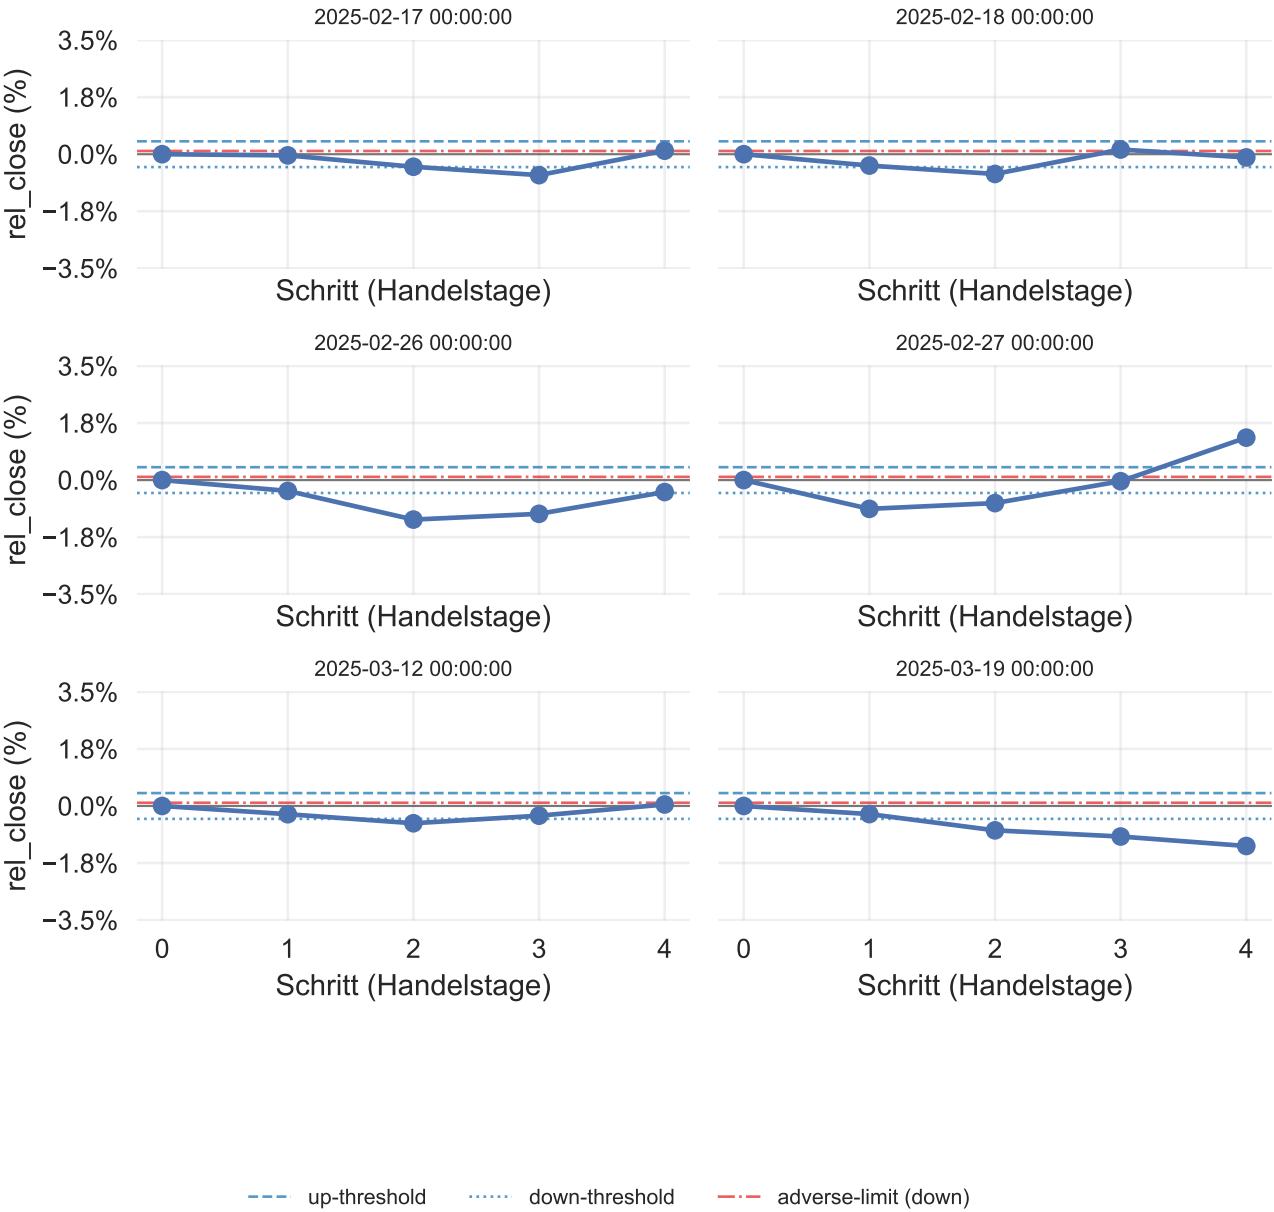 2025-02-17 00:00:00
2025-02-18 00:00:00
3.5%
1.8%
0.0%
−1.8%
−3.5%
rel_close (%)
Schritt (Handelstage)
Schritt (Handelstage)
2025-02-26 00:00:00
2025-02-27 00:00:00
3.5%
1.8%
0.0%
−1.8%
−3.5%
rel_close (%)
Schritt (Handelstage)
Schritt (Handelstage)
2025-03-12 00:00:00
2025-03-19 00:00:00
3.5%
1.8%
0.0%
−1.8%
−3.5%
rel_close (%)
0 1 2 3 4
0 1 2 3 4
Schritt (Handelstage)
Schritt (Handelstage)
up-threshold down-threshold adverse-limit (down)